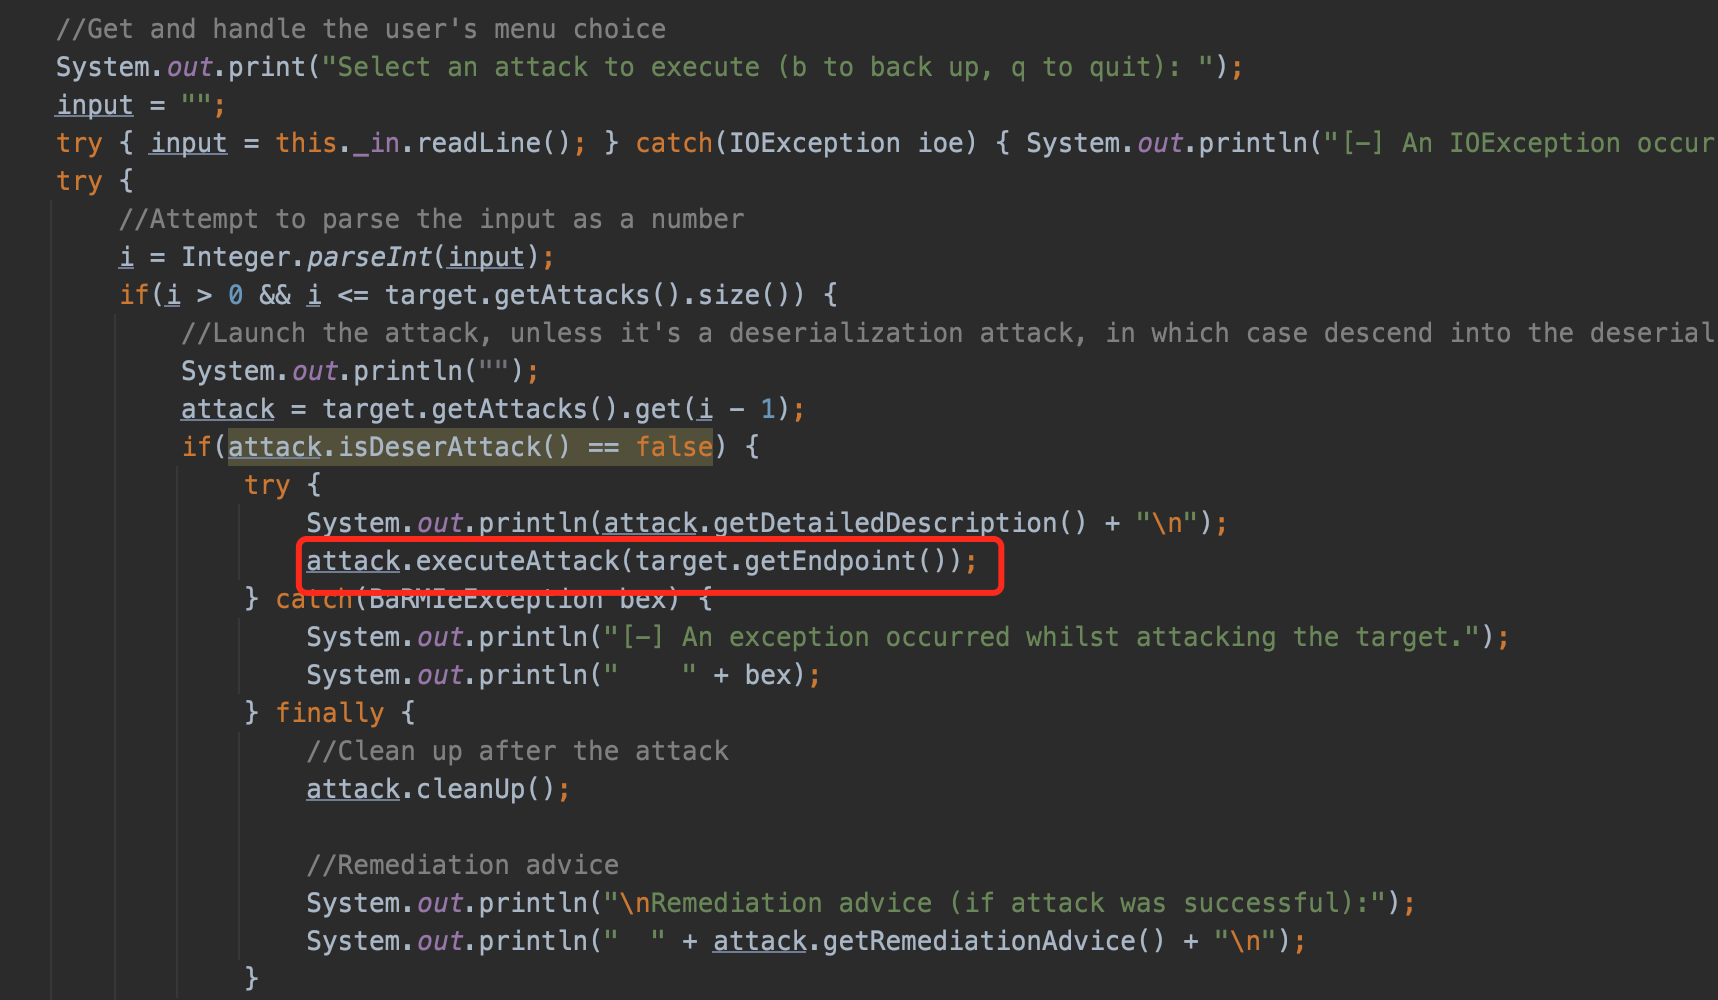 //Get and handle the user's menu choice
System.out.print("Select an attack to execute (b to back up, q to quit): ");
input = "";
try { input = this._in.readLine(); } catch(IOException ioe) { System.out.println("[-] An IOException occur
try {
//Attempt to parse the input as a number
i = Integer.parseInt(input);
if(i > 0 && i <= target.getAttacks().size()) {
//Launch the attack, unless it's a deserialization attack, in which case descend into the deserial
System.out.println("");
attack = target.getAttacks().get(i - 1);
if(attack.isDeserAttack() == false) {
try {
System.out.println(attack.getDetailedDescription() + "\n");
attack.executeAttack(target.getEndpoint());
} catch(BaRMIeException bex) {
System.out.println("[-] An exception occurred whilst attacking the target.");
System.out.println("    " + bex);
} finally {
//Clean up after the attack
attack.cleanUp();
//Remediation advice
System.out.println("\nRemediation advice (if attack was successful):");
System.out.println("  " + attack.getRemediationAdvice() + "\n");
}